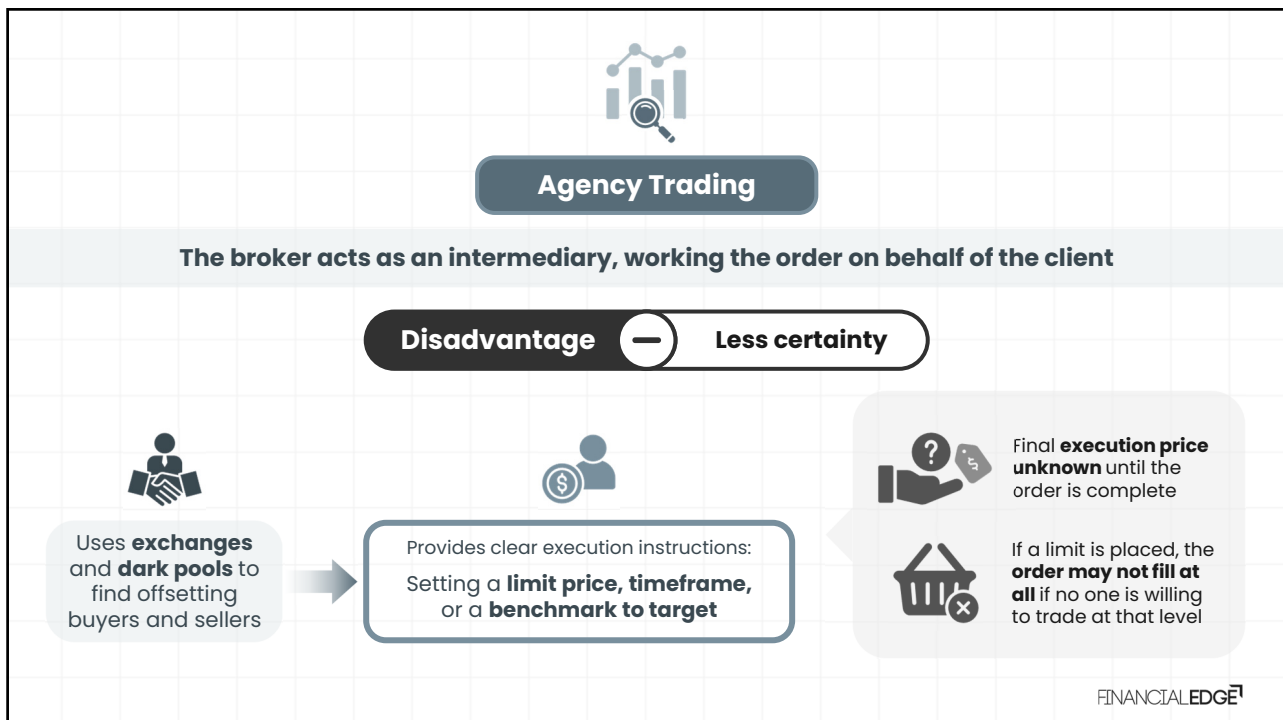 Agency Trading
The broker acts as an intermediary, working the order on behalf of the client
Disadvantage
Less certainty
Uses exchanges
and dark pools to
find offsetting
buyers and sellers
$
Provides clear execution instructions:
Setting a limit price, timeframe,
or a benchmark to target
?
$
Final execution price
unknown until the
order is complete
If a limit is placed, the
order may not fill at
all if no one is willing
to trade at that level
FINANCIALEDGE